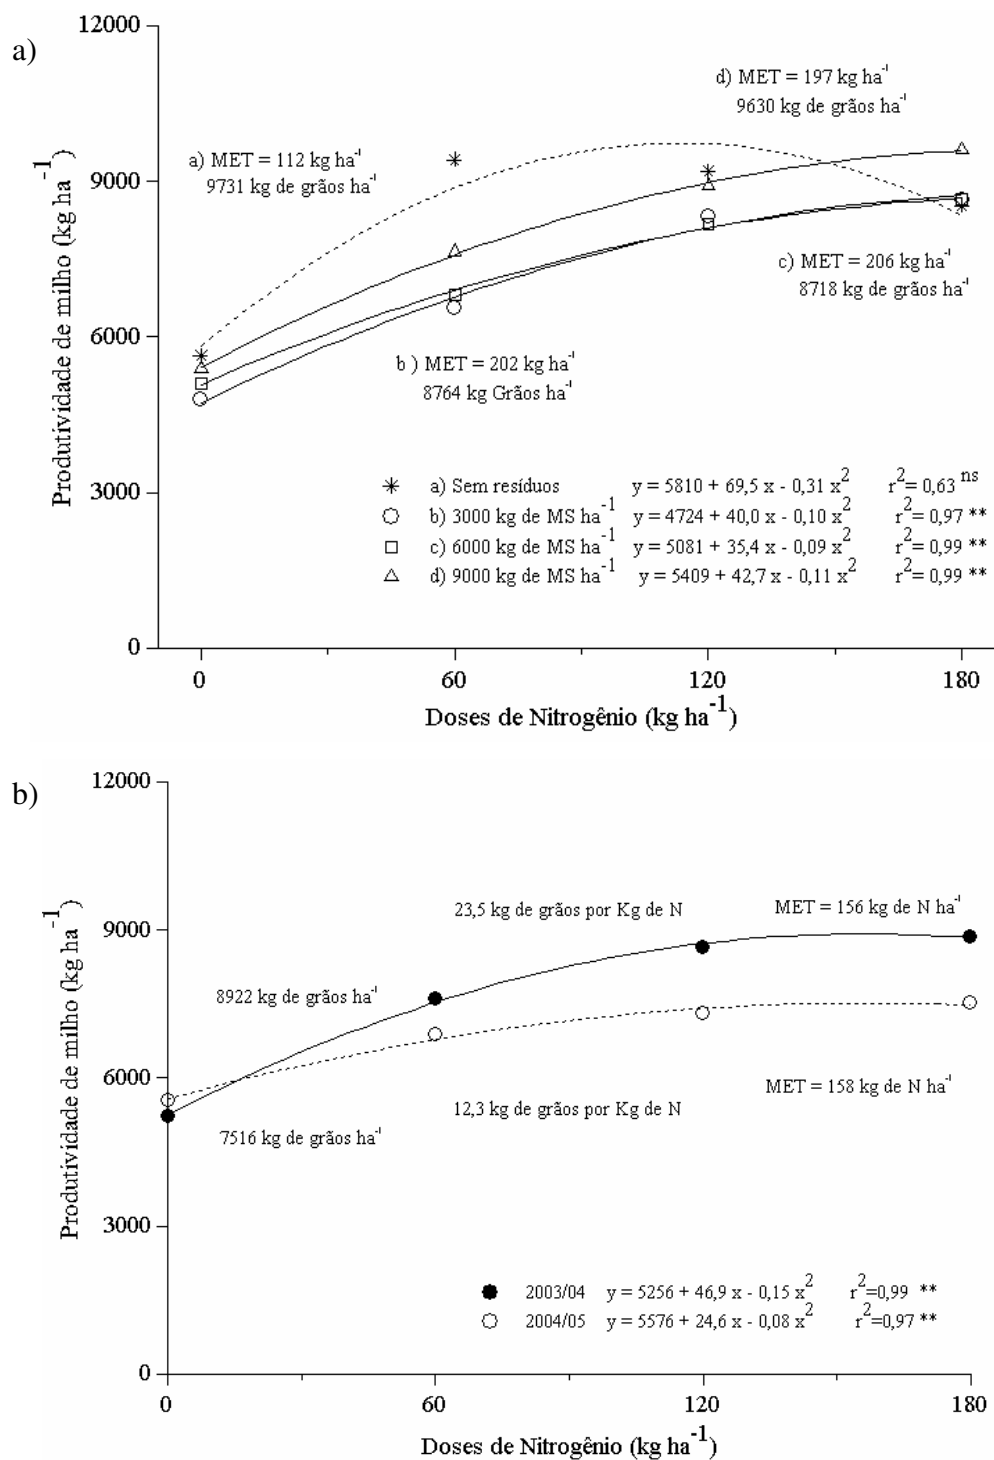 a)
12000
9000
6000
3000
0
Produtividade de milho (kg ha⁻¹)
d) MET = 197 kg ha⁻¹
9630 kg de grãos ha⁻¹
a) MET = 112 kg ha⁻¹
9731 kg de grãos ha⁻¹
c) MET = 206 kg ha⁻¹
8718 kg de grãos ha⁻¹
b ) MET = 202 kg ha⁻¹
8764 kg Grãos ha⁻¹
a) Sem resíduos y = 5810 + 69,5 x - 0,31 x² r²= 0,63 ns
b) 3000 kg de MS ha⁻¹ y = 4724 + 40,0 x - 0,10 x² r²= 0,97 **
c) 6000 kg de MS ha⁻¹ y = 5081 + 35,4 x - 0,09 x² r²= 0,99 **
d) 9000 kg de MS ha⁻¹ y = 5409 + 42,7 x - 0,11 x² r²= 0,99 **
0 60 120 180
Doses de Nitrogênio (kg ha⁻¹)
b)
12000
9000
6000
3000
0
Produtividade de milho (kg ha⁻¹)
23,5 kg de grãos por Kg de N
MET = 156 kg de N ha⁻¹
8922 kg de grãos ha⁻¹
MET = 158 kg de N ha⁻¹
12,3 kg de grãos por Kg de N
7516 kg de grãos ha⁻¹
2003/04 y = 5256 + 46,9 x - 0,15 x² r²=0,99 **
2004/05 y = 5576 + 24,6 x - 0,08 x² r²=0,97 **
0 60 120 180
Doses de Nitrogênio (kg ha⁻¹)